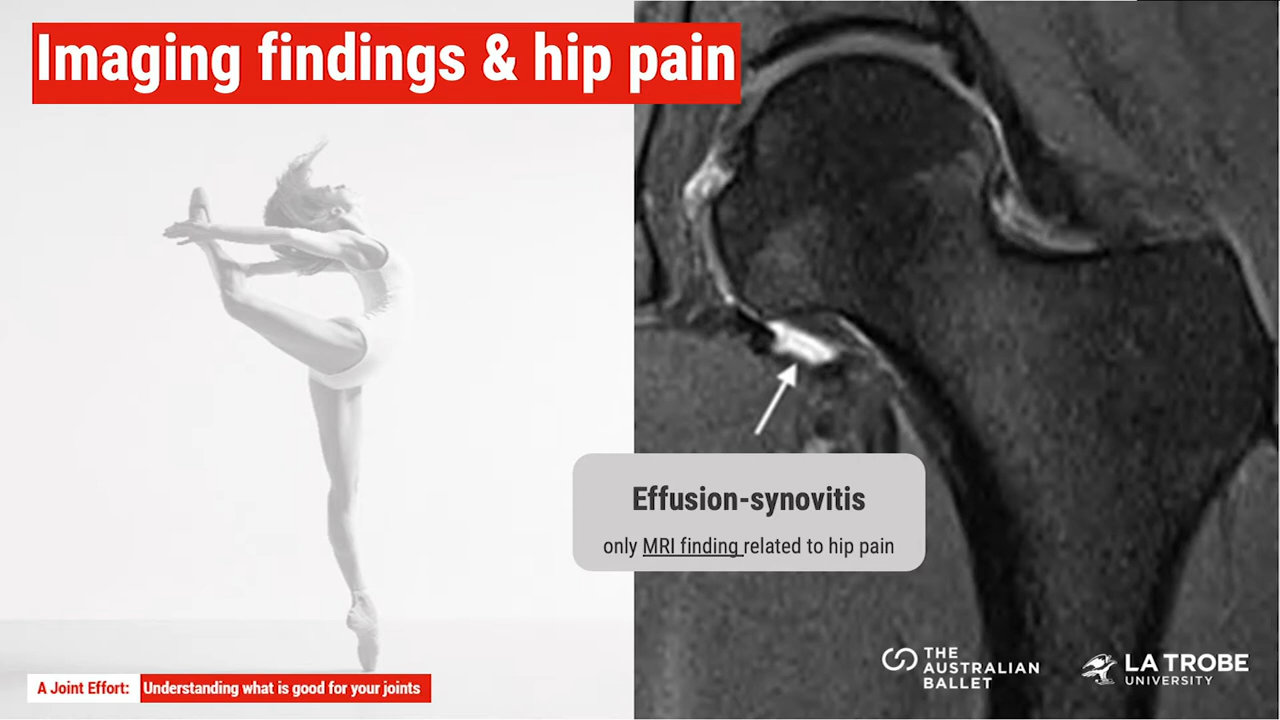 Imaging findings & hip pain
Effusion-synovitis
only MRI finding related to hip pain
A Joint Effort: Understanding what is good for your joints
THE
AUSTRALIAN
BALLET
LA TROBE
UNIVERSITY